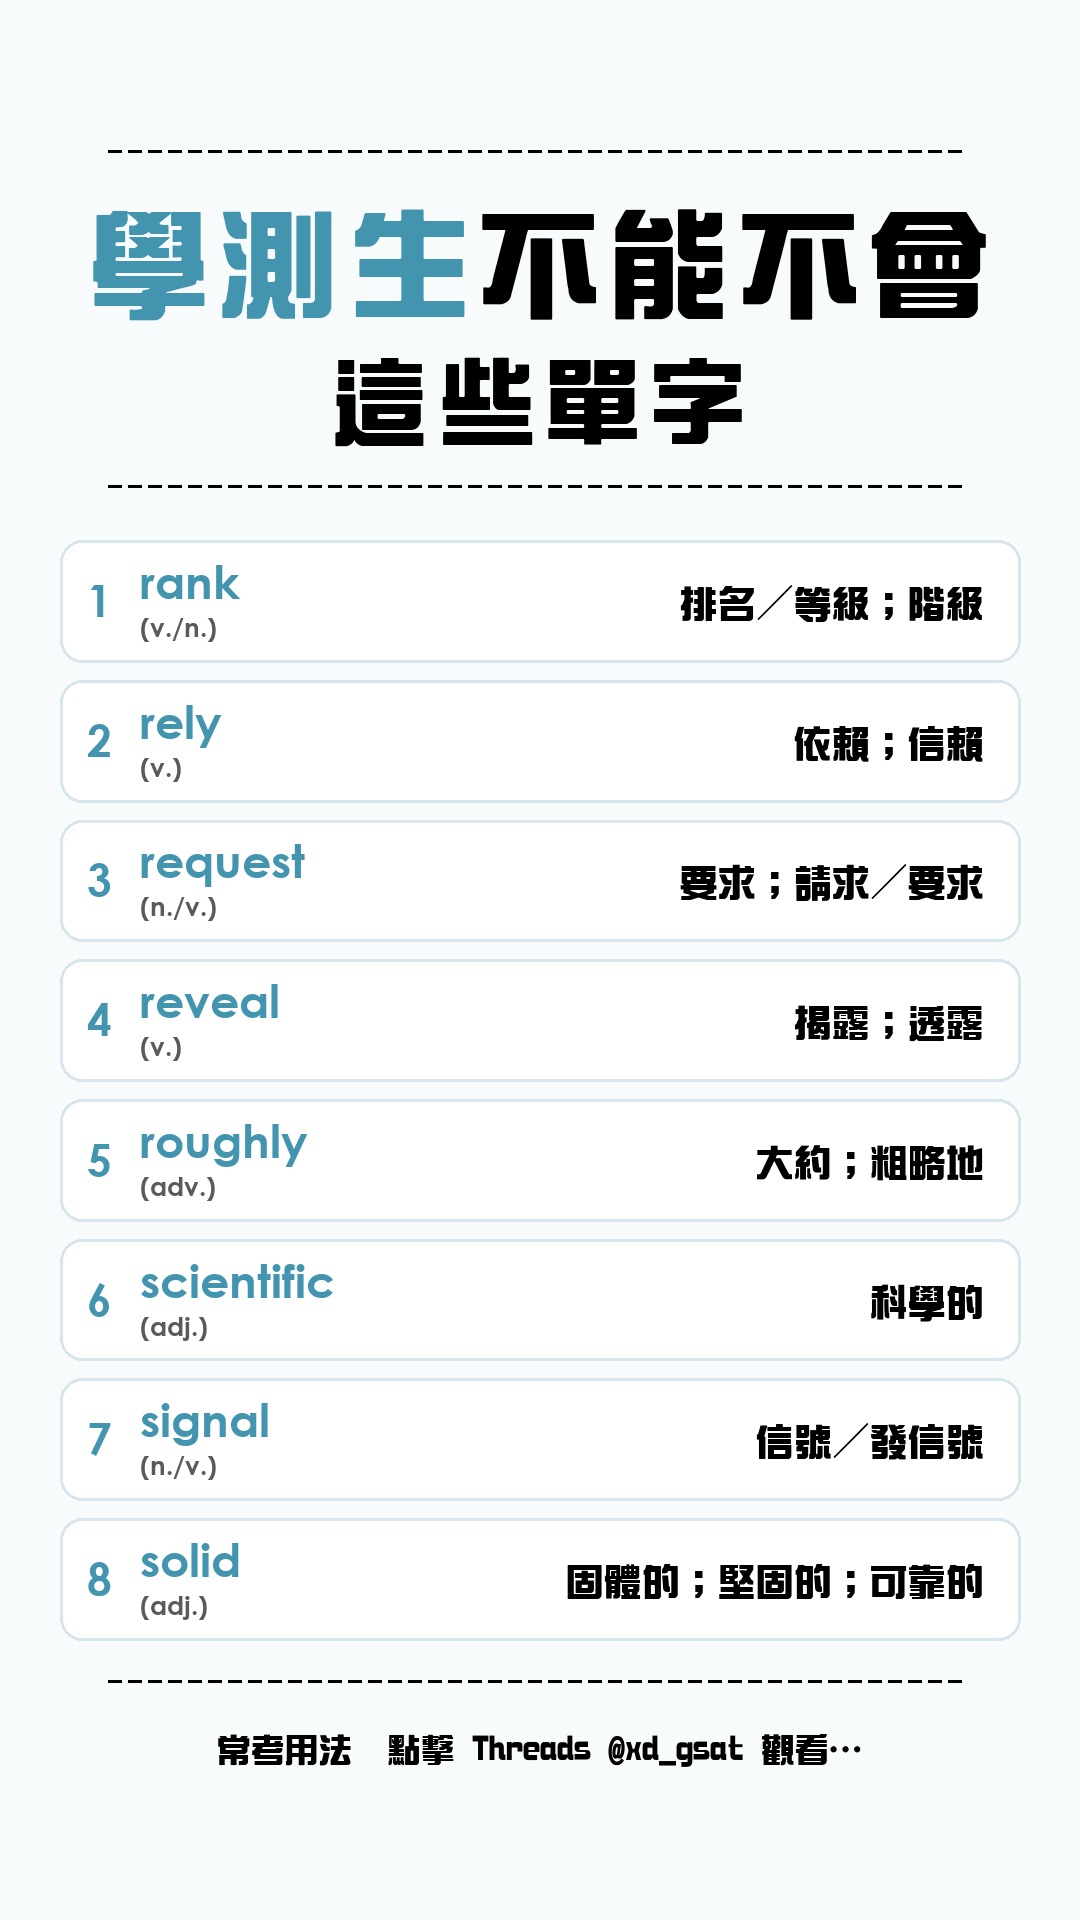 學測生不能不會
這些單字
1 rank 排名／等級；階級
(v./n.)
2 rely 依賴；信賴
(v.)
3 request 要求；請求／要求
(n./v.)
4 reveal 揭露；透露
(v.)
5 roughly 大約；粗略地
(adv.)
6 scientific 科學的
(adj.)
7 signal 信號／發信號
(n./v.)
8 solid 固體的；堅固的；可靠的
(adj.)
常考用法　點擊 Threads @xd_gsat 觀看…